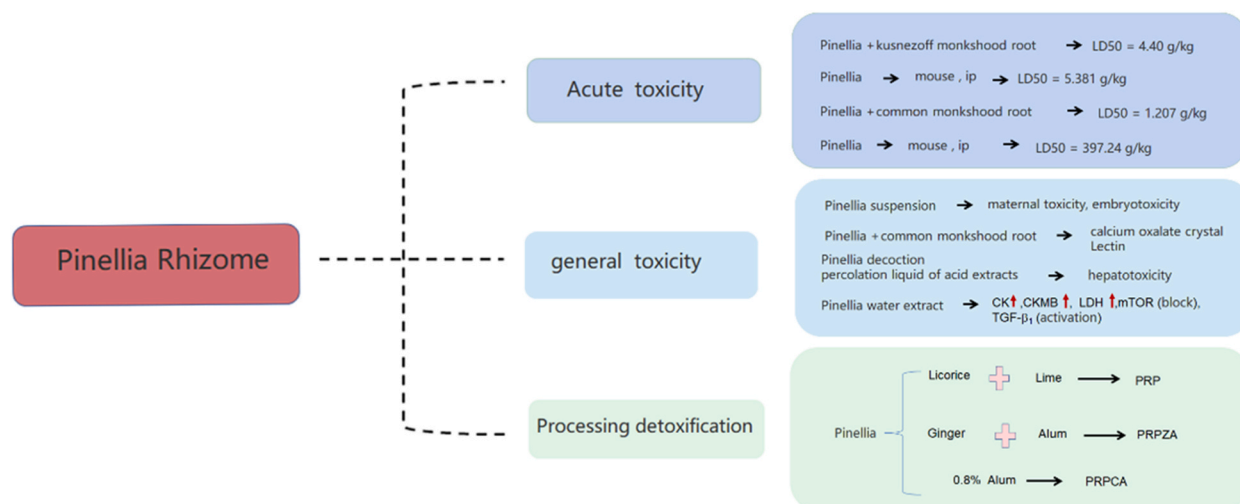 Pinellia Rhizome
Acute toxicity
Pinellia + kusnezoff monkshood root → LD50 = 4.40 g/kg
Pinellia → mouse , ip → LD50 = 5.381 g/kg
Pinellia + common monkshood root → LD50 = 1.207 g/kg
Pinellia → mouse , ip → LD50 = 397.24 g/kg
general toxicity
Pinellia suspension → maternal toxicity, embryotoxicity
Pinellia + common monkshood root → calcium oxalate crystal
Lectin
Pinellia decoction
percolation liquid of acid extracts → hepatotoxicity
Pinellia water extract → CK↑ ,CKMB ↑, LDH ↑,mTOR (block),
TGF-β₁ (activation)
Processing detoxification
Pinellia
Licorice + Lime → PRP
Ginger + Alum → PRPZA
0.8% Alum → PRPCA